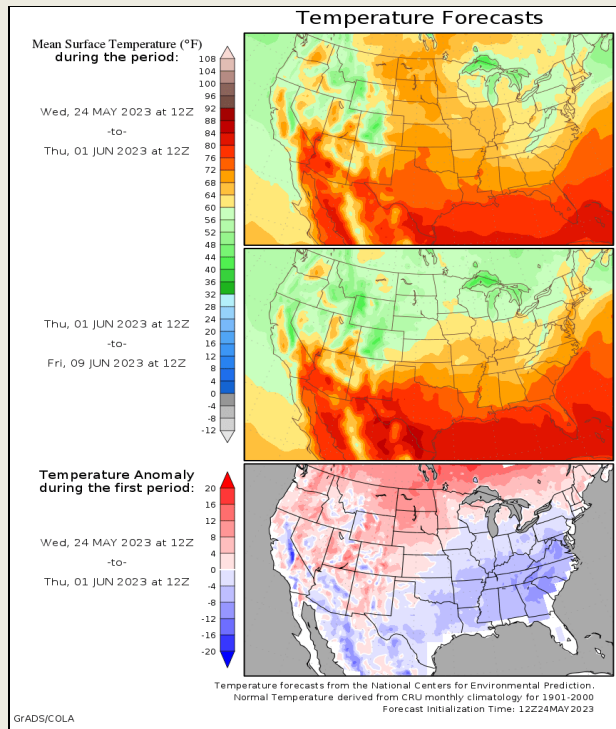 Temperature Forecasts
Mean Surface Temperature (°F)
during the period:
Wed, 24 MAY 2023 at 12Z
-to-
Thu, 01 JUN 2023 at 12Z
108
104
100
96
92
88
84
80
76
72
68
64
60
56
52
48
44
40
36
32
28
24
20
16
12
8
4
0
-4
-8
-12
Thu, 01 JUN 2023 at 12Z
-to-
Fri, 09 JUN 2023 at 12Z
Temperature Anomaly
during the first period:
Wed, 24 MAY 2023 at 12Z
-to-
Thu, 01 JUN 2023 at 12Z
20
16
12
8
4
0
-4
-8
-12
-16
-20
Temperature forecasts from the National Centers for Environmental Prediction.
Normal Temperature derived from CRU monthly climatology for 1901-2000
Forecast Initialization Time: 12Z24MAY2023
GrADS/COLA